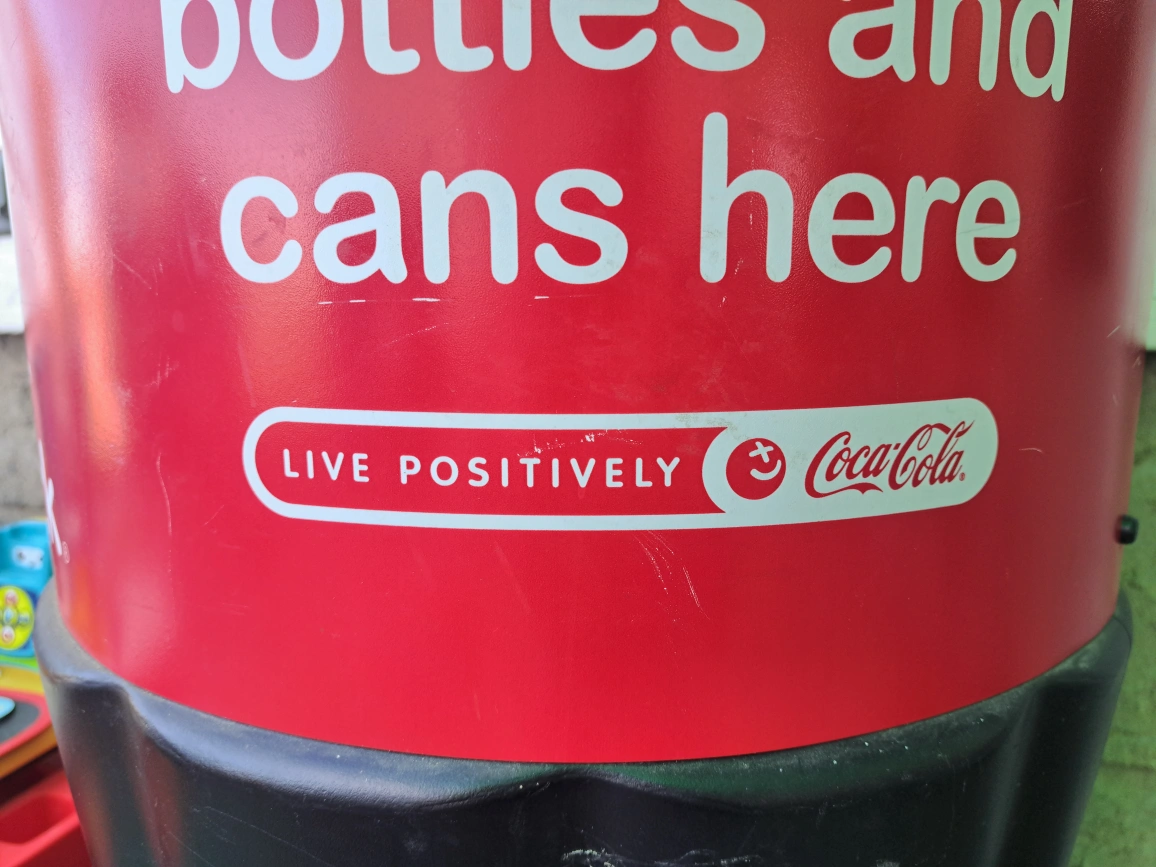 bottles and
cans here
LIVE POSITIVELY Coca-Cola®